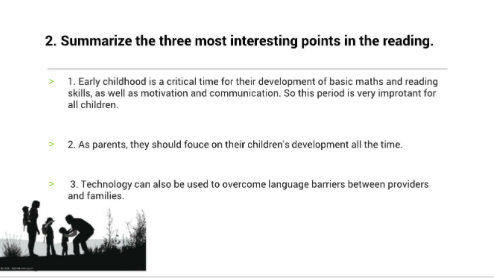 2. Summarize the three most interesting points in the reading.
> 1. Early childhood is a critical time for their development of basic maths and reading
skills, as well as motivation and communication. So this period is very improtant for
all children.
> 2. As parents, they should fouce on their children's development all the time.
> 3. Technology can also be used to overcome language barriers between providers
and families.